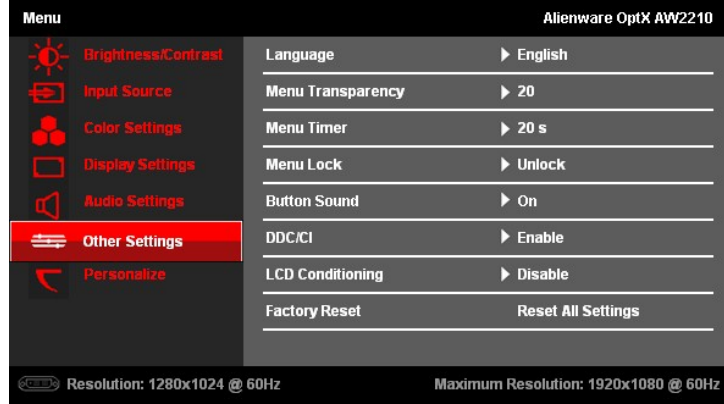 Menu Alienware OptX AW2210
Brightness/Contrast Language English
Input Source Menu Transparency 20
Color Settings Menu Timer 20 s
Display Settings Menu Lock Unlock
Audio Settings Button Sound On
Other Settings DDC/CI Enable
Personalize LCD Conditioning Disable
Factory Reset Reset All Settings
Resolution: 1280x1024 @ 60Hz Maximum Resolution: 1920x1080 @ 60Hz